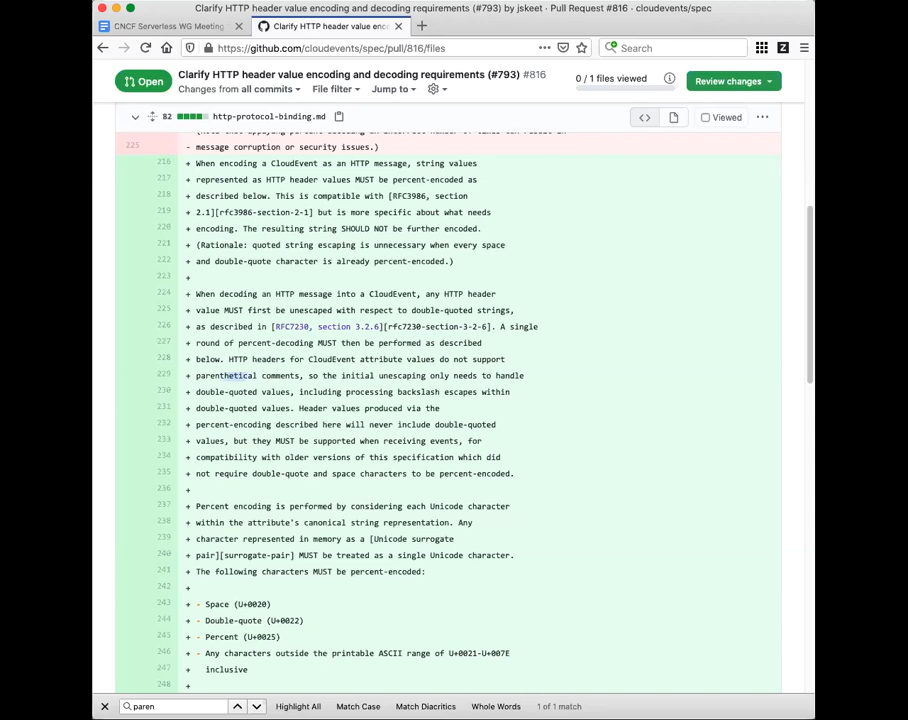 Clarify HTTP header value encoding and decoding requirements (#793) by jskeet · Pull Request #816 · cloudevents/spec
CNCF Serverless WG Meeting
Clarify HTTP header value enc
https://github.com/cloudevents/spec/pull/816/files
Search
Z
Open
Clarify HTTP header value encoding and decoding requirements (#793) #816
Changes from all commits
File filter
Jump to
0 / 1 files viewed
Review changes
82
http-protocol-binding.md
Viewed
225 - message corruption or security issues.)
216 + When encoding a CloudEvent as an HTTP message, string values
217 + represented as HTTP header values MUST be percent-encoded as
218 + described below. This is compatible with [RFC3986, section
219 + 2.1][rfc3986-section-2-1] but is more specific about what needs
220 + encoding. The resulting string SHOULD NOT be further encoded.
221 + (Rationale: quoted string escaping is unnecessary when every space
222 + and double-quote character is already percent-encoded.)
223 +
224 + When decoding an HTTP message into a CloudEvent, any HTTP header
225 + value MUST first be unescaped with respect to double-quoted strings,
226 + as described in [RFC7230, section 3.2.6][rfc7230-section-3-2-6]. A single
227 + round of percent-decoding MUST then be performed as described
228 + below. HTTP headers for CloudEvent attribute values do not support
229 + parenthetical comments, so the initial unescaping only needs to handle
230 + double-quoted values, including processing backslash escapes within
231 + double-quoted values. Header values produced via the
232 + percent-encoding described here will never include double-quoted
233 + values, but they MUST be supported when receiving events, for
234 + compatibility with older versions of this specification which did
235 + not require double-quote and space characters to be percent-encoded.
236 +
237 + Percent encoding is performed by considering each Unicode character
238 + within the attribute's canonical string representation. Any
239 + character represented in memory as a [Unicode surrogate
240 + pair][surrogate-pair] MUST be treated as a single Unicode character.
241 + The following characters MUST be percent-encoded:
242 +
243 + - Space (U+0020)
244 + - Double-quote (U+0022)
245 + - Percent (U+0025)
246 + - Any characters outside the printable ASCII range of U+0021-U+007E
247 + inclusive
248 +
paren
Highlight All
Match Case
Match Diacritics
Whole Words
1 of 1 match